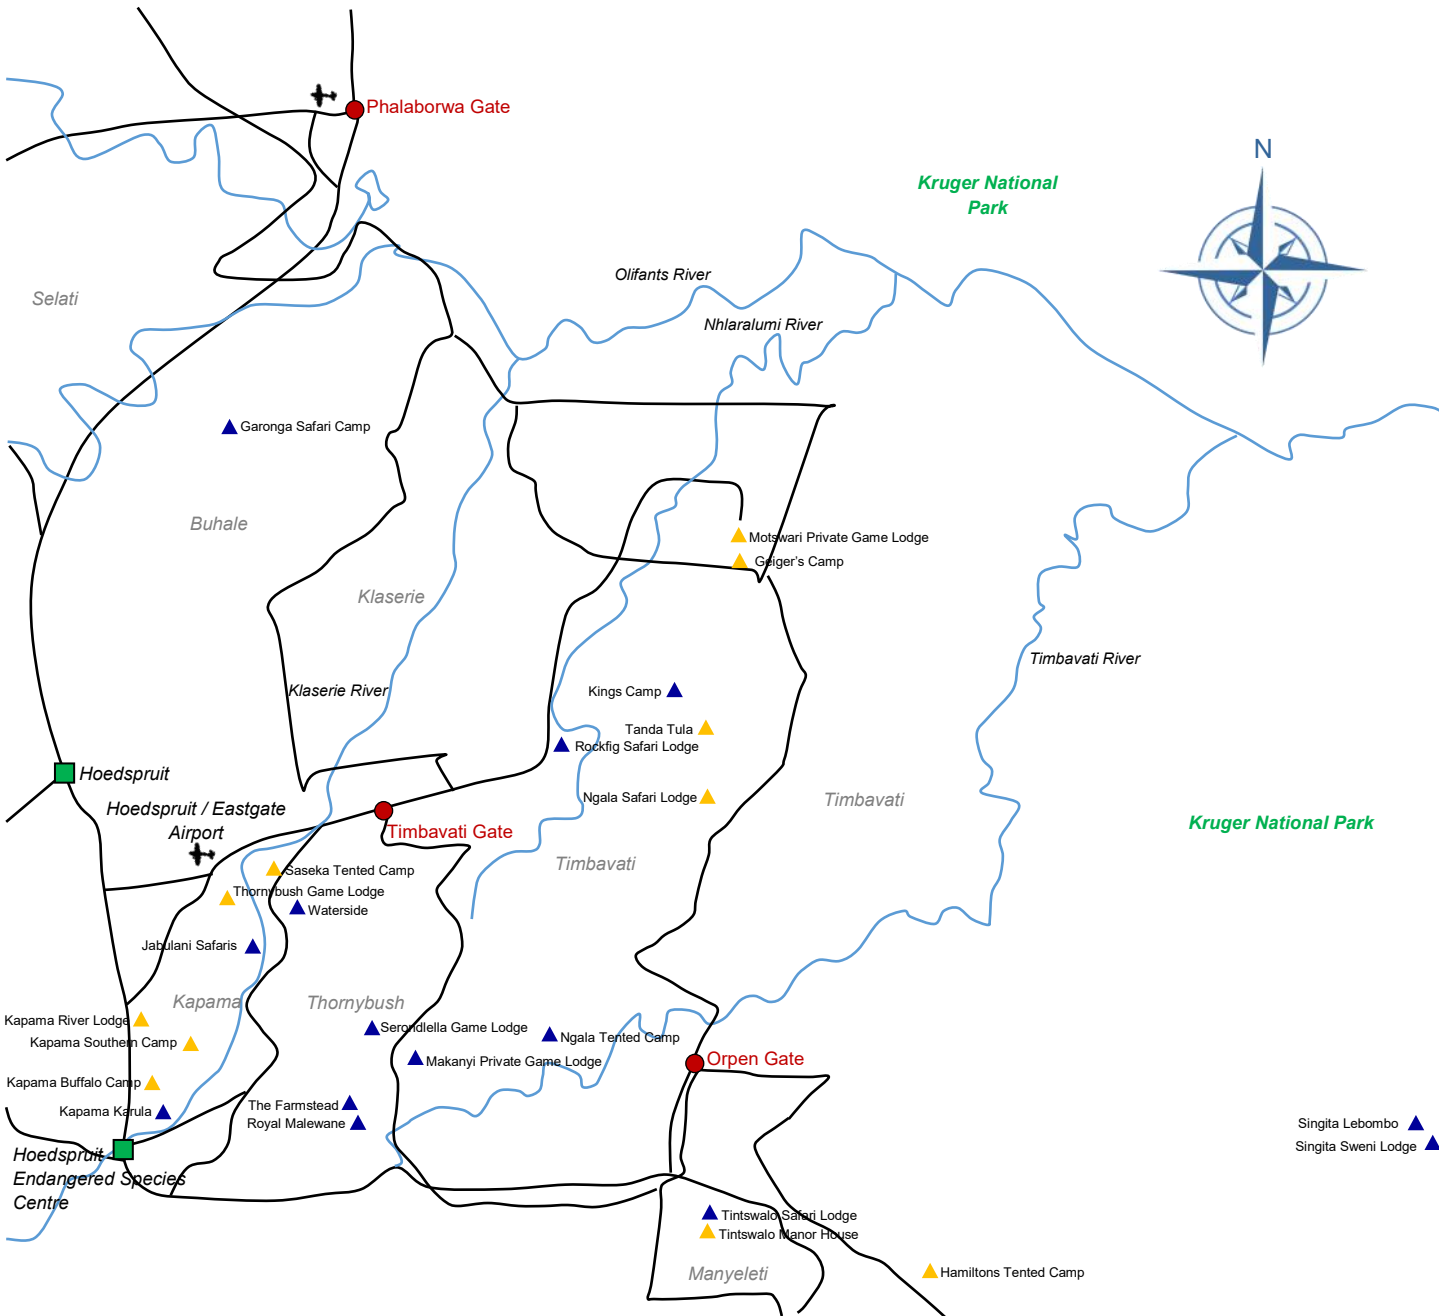 Phalaborwa Gate
N
Kruger National
Park
Olifants River
Selati
Nhlaralumi River
Garonga Safari Camp
Buhale
Motswari Private Game Lodge
Geiger's Camp
Klaserie
Timbavati River
Klaserie River
Kings Camp
Tanda Tula
Rockfig Safari Lodge
Hoedspruit
Ngala Safari Lodge
Timbavati
Hoedspruit / Eastgate
Airport
Kruger National Park
Timbavati Gate
Timbavati
Saseka Tented Camp
Thornybush Game Lodge
Waterside
Jabulani Safaris
Kapama
Thornybush
Kapama River Lodge
Serondlella Game Lodge
Ngala Tented Camp
Kapama Southern Camp
Makanyi Private Game Lodge
Orpen Gate
Kapama Buffalo Camp
The Farmstead
Kapama Karula
Royal Malewane
Singita Lebombo
Singita Sweni Lodge
Hoedspruit
Endangered Species
Centre
Tintswalo Safari Lodge
Tintswalo Manor House
Manyeleti
Hamiltons Tented Camp